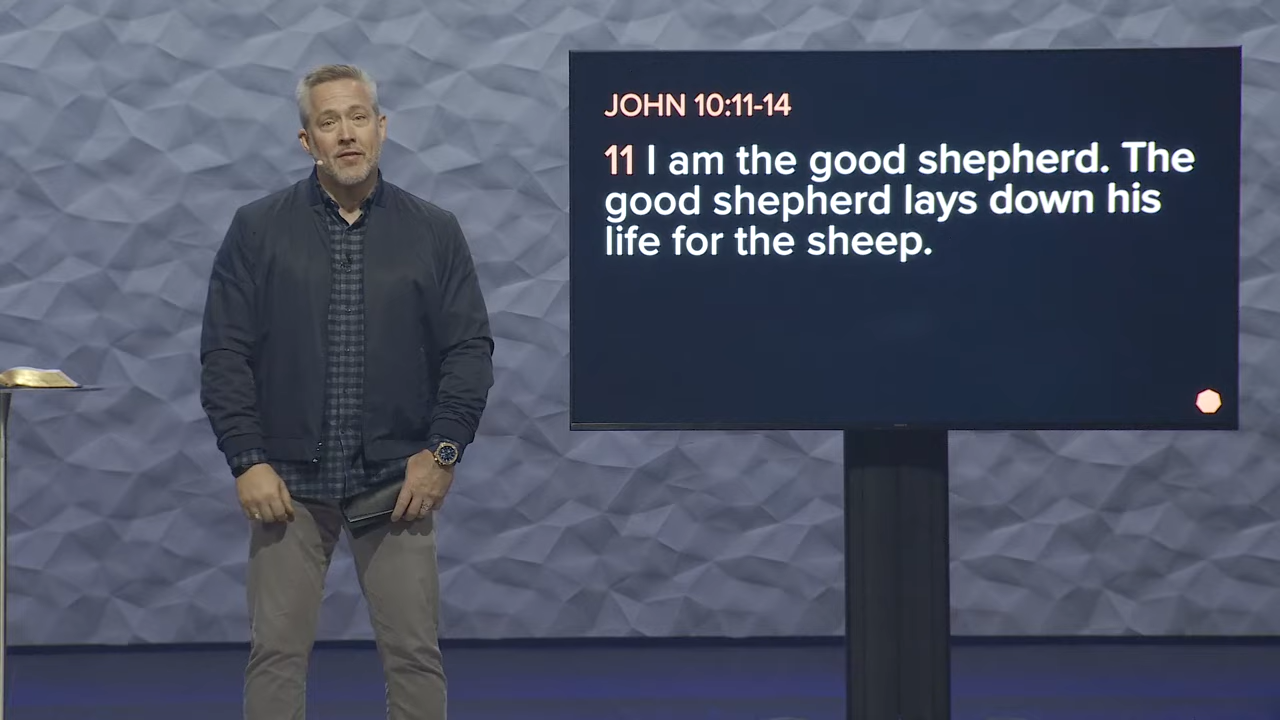 JOHN 10:11-14
11 I am the good shepherd. The
good shepherd lays down his
life for the sheep.